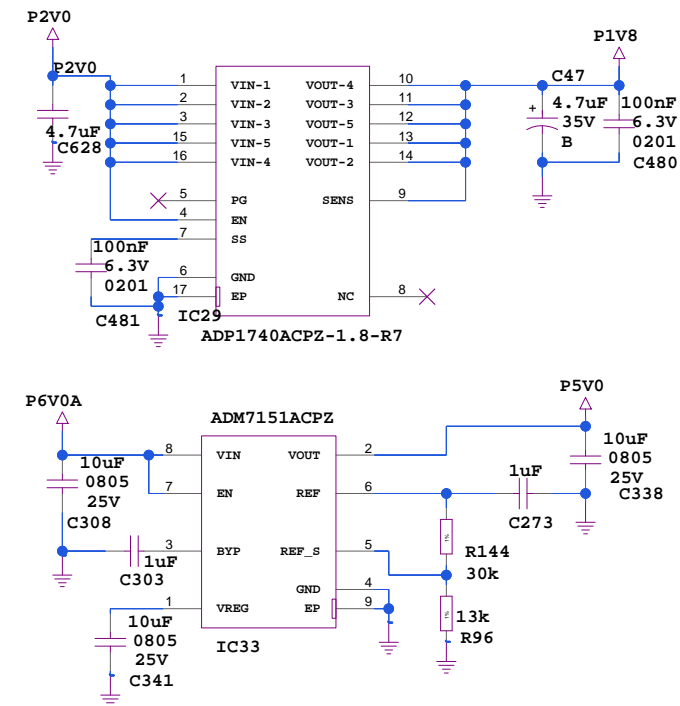 P2V0
P1V8
P2V0
C47
1 VIN-1 VOUT-4 10
2 VIN-2 VOUT-3 11
3 VIN-3 VOUT-5 12
15 VIN-5 VOUT-1 13
16 VIN-4 VOUT-2 14
4.7uF
C628
+ 4.7uF
35V
B
100nF
6.3V
0201
C480
5 PG SENS 9
4 EN
7 SS
100nF
6.3V
0201
C481
6 GND
17 EP NC 8
IC29
ADP1740ACPZ-1.8-R7
P6V0A
P5V0
ADM7151ACPZ
8 VIN VOUT 2
7 EN REF 6
3 BYP REF_S 5
GND 4
1 VREG EP 9
IC33
10uF
0805
25V
C308
1uF
C303
10uF
0805
25V
C341
1uF
C273
10uF
0805
25V
C338
1%
R144
30k
1%
13k
R96